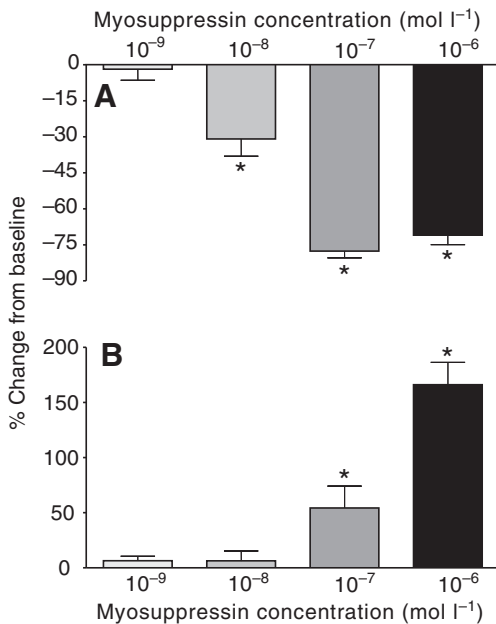 Myosuppressin concentration (mol l⁻¹)
10⁻⁹ 10⁻⁸ 10⁻⁷ 10⁻⁶
0
–15
–30
–45
–60
–75
–90
A
*
*
*
% Change from baseline
200
150
100
50
0
B
*
*
10⁻⁹ 10⁻⁸ 10⁻⁷ 10⁻⁶
Myosuppressin concentration (mol l⁻¹)